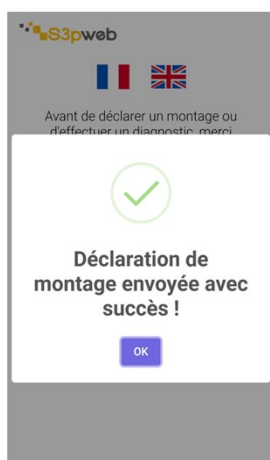 S3pweb
Avant de déclarer un montage ou
d'effectuer un diagnostic, merci
Déclaration de
montage envoyée avec
succès !
OK